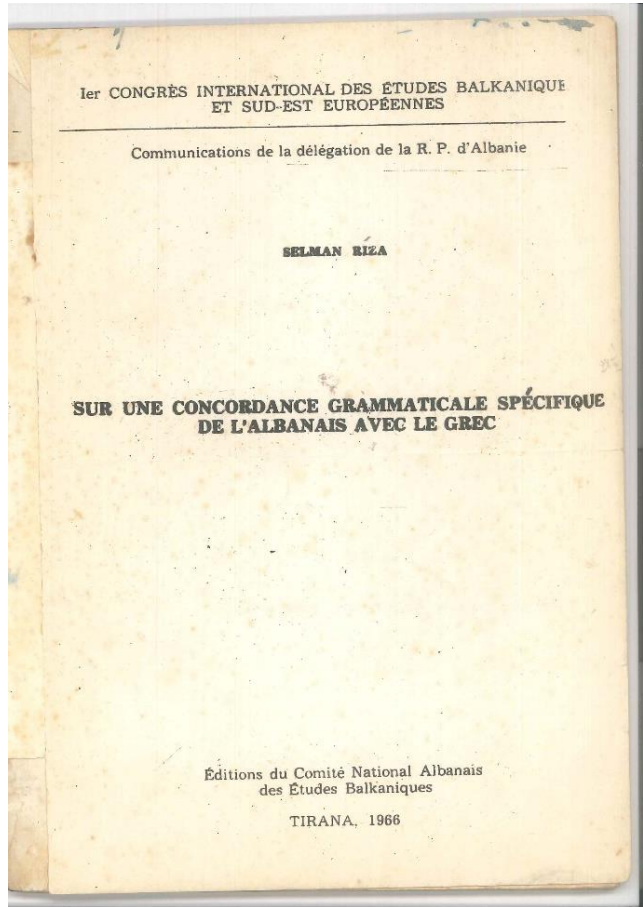 1er CONGRÈS INTERNATIONAL DES ÉTUDES BALKANIQUE
ET SUD-EST EUROPÉENNES
Communications de la délégation de la R. P. d'Albanie
SELMAN RIZA
SUR UNE CONCORDANCE GRAMMATICALE SPÉCIFIQUE
DE L'ALBANAIS AVEC LE GREC
Éditions du Comité National Albanais
des Études Balkaniques
TIRANA, 1966